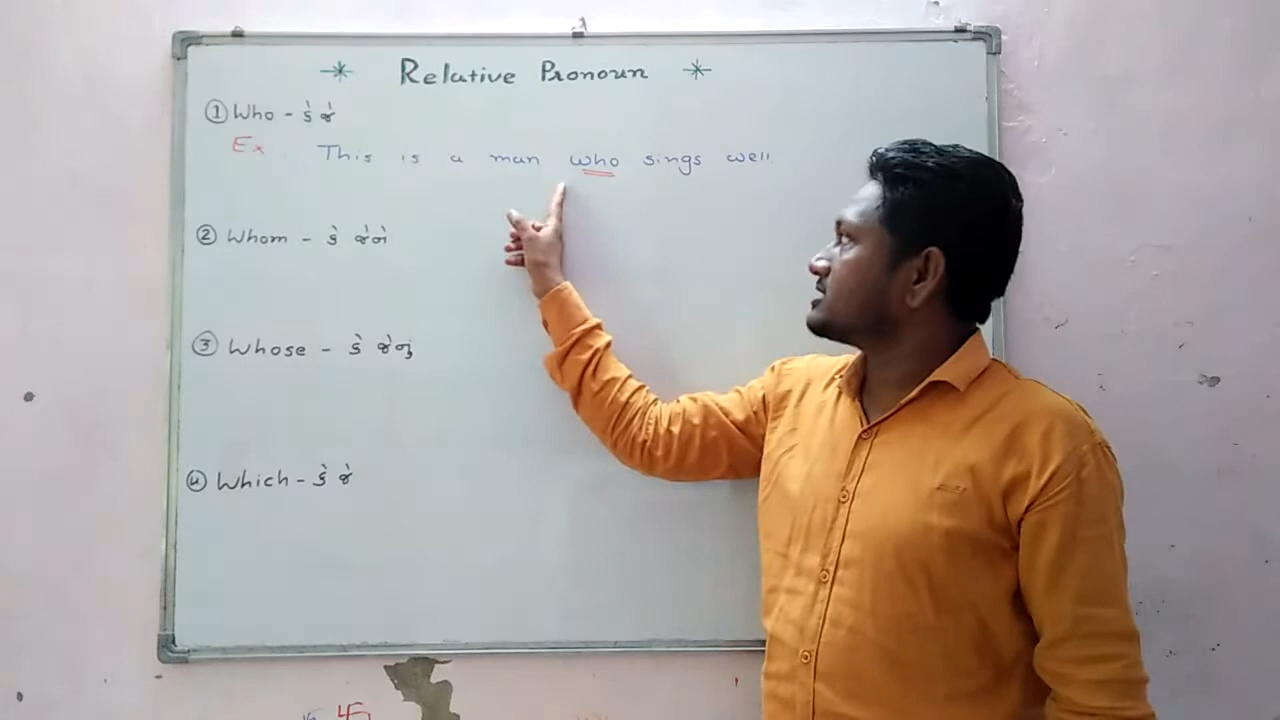 * Relative Pronoun *
① Who - કે જે
Ex. This is a man who sings well.
② Whom - કે જેને
③ Whose - કે જેનું
④ Which - કે જે